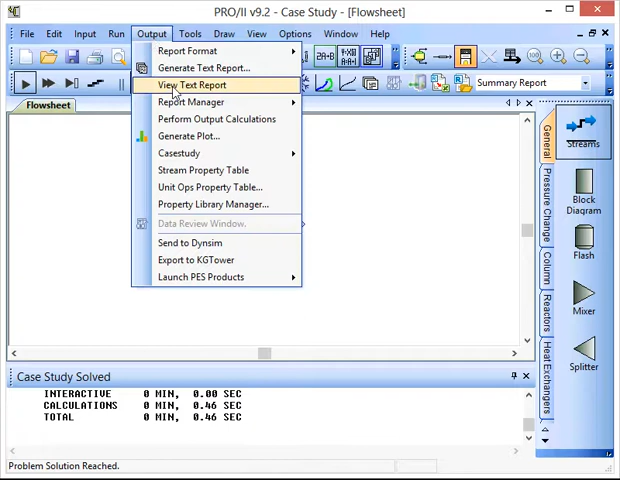 PRO/II v9.2 - Case Study - [Flowsheet]
File Edit Input Run Output Tools Draw View Options Window Help
Report Format
Generate Text Report...
View Text Report
Report Manager
Perform Output Calculations
Generate Plot...
Casestudy
Stream Property Table
Unit Ops Property Table...
Property Library Manager...
Data Review Window.
Send to Dynsim
Export to KGTower
Launch PES Products
2A-B
Summary Report
Flowsheet
General
Pressure Change
Column
Reactors
Heat Exchangers
Streams
Block
Diagram
Flash
Mixer
Splitter
Case Study Solved
INTERACTIVE 0 MIN, 0.00 SEC
CALCULATIONS 0 MIN, 0.46 SEC
TOTAL 0 MIN, 0.46 SEC
Problem Solution Reached.